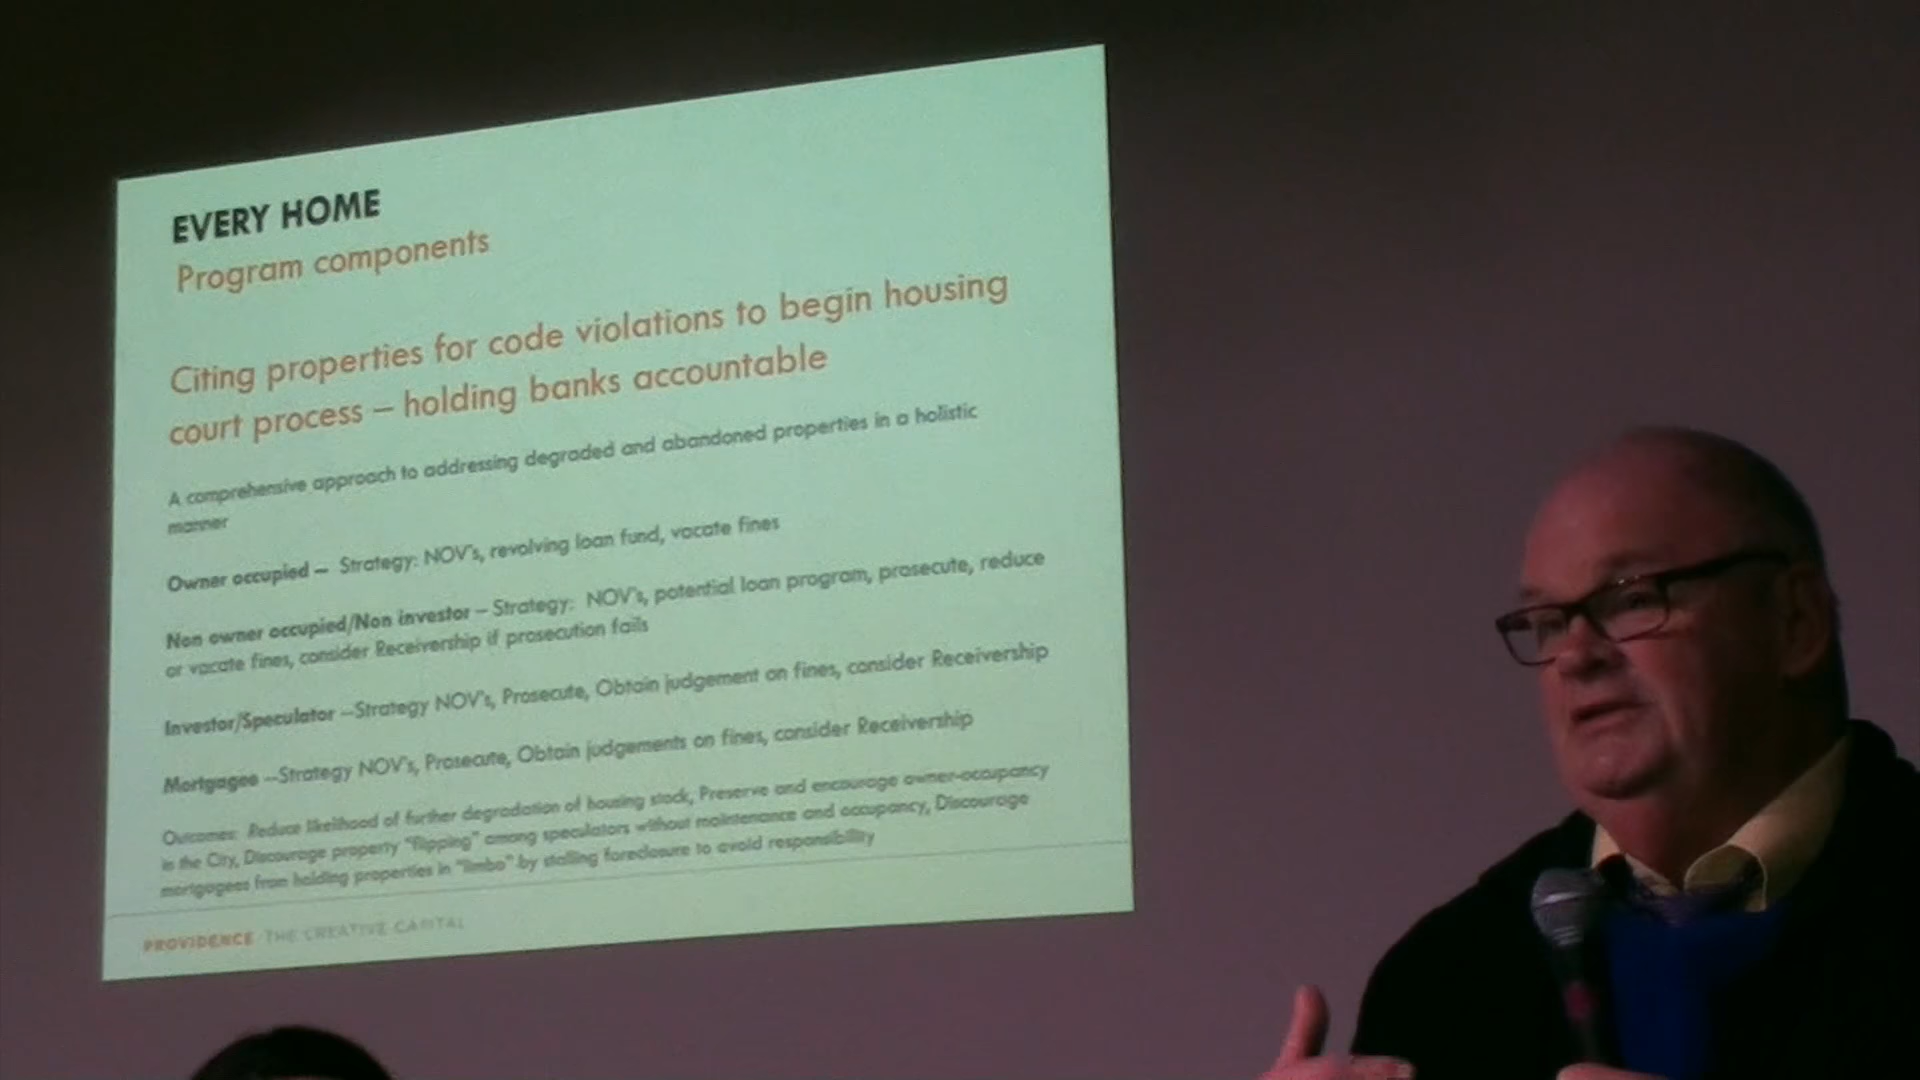 EVERY HOME
Program components
Citing properties for code violations to begin housing
court process – holding banks accountable
A comprehensive approach to addressing degraded and abandoned properties in a holistic
manner
Owner occupied – Strategy: NOV's, revolving loan fund, vacate fines
Non owner occupied/Non investor – Strategy: NOV's, potential loan program, prosecute, reduce
or vacate fines, consider Receivership if prosecution fails
Investor/Speculator –Strategy NOV's, Prosecute, Obtain judgement on fines, consider Receivership
Mortgagee –Strategy NOV's, Prosecute, Obtain judgements on fines, consider Receivership
Outcomes: Reduce likelihood of further degradation of housing stock, Preserve and encourage owner-occupancy
in the City, Discourage property "flipping" among speculators without maintenance and occupancy, Discourage
mortgagees from holding properties in "limbo" by stalling foreclosure to avoid responsibility
PROVIDENCE THE CREATIVE CAPITAL